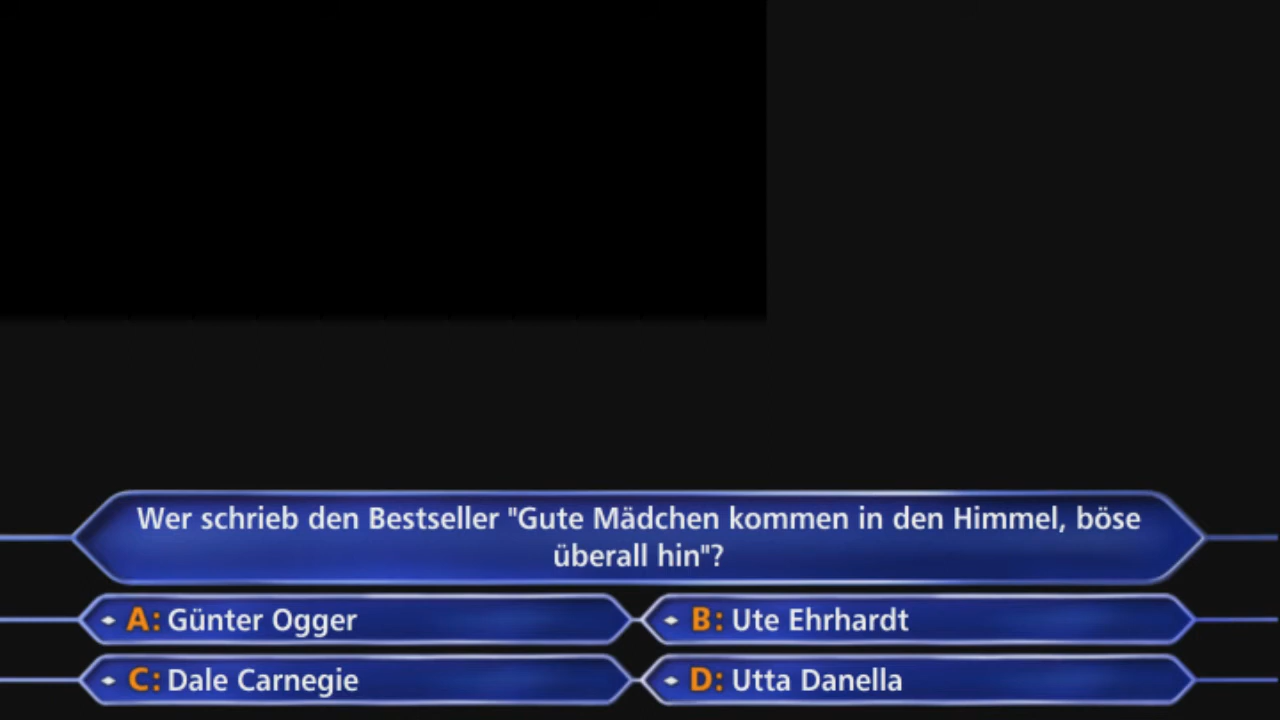 Wer schrieb den Bestseller "Gute Mädchen kommen in den Himmel, böse
überall hin"?
A: Günter Ogger
B: Ute Ehrhardt
C: Dale Carnegie
D: Utta Danella